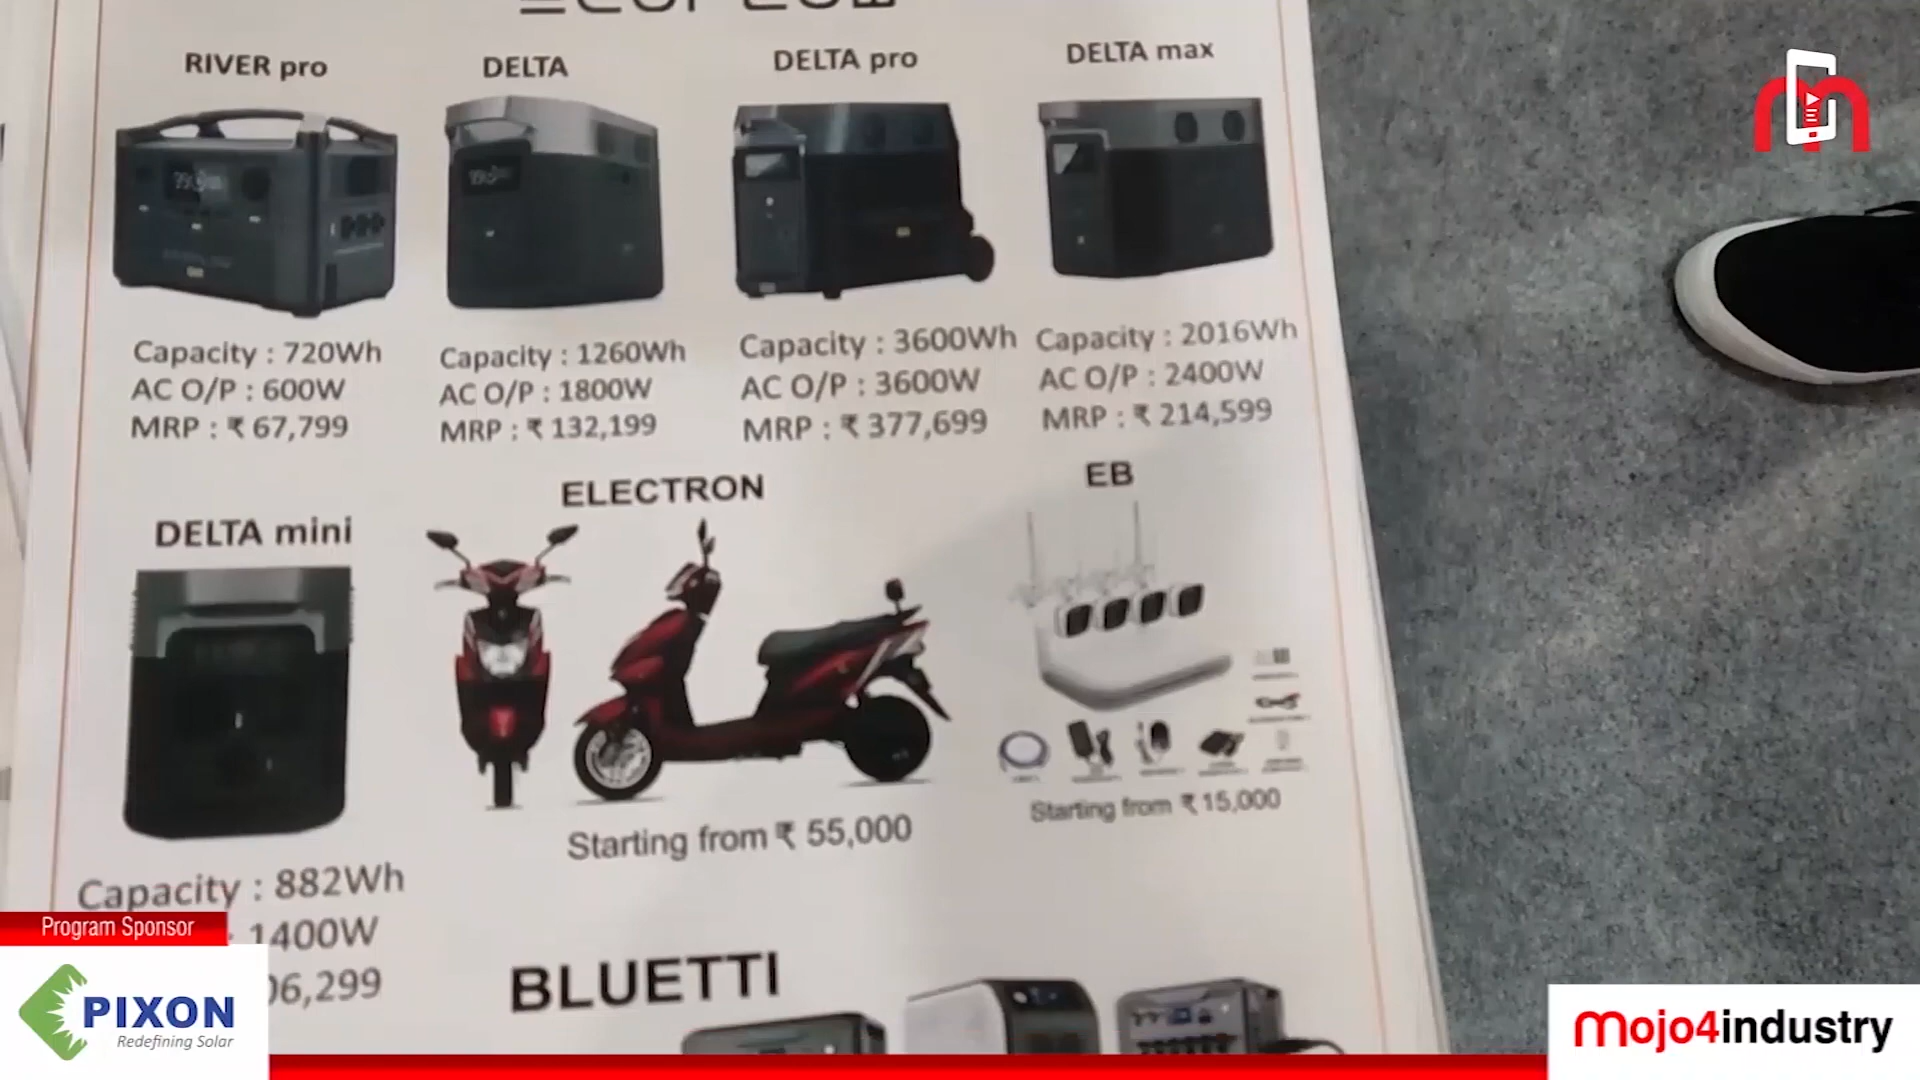 RIVER pro
DELTA
DELTA pro
DELTA max
Capacity : 720Wh
AC O/P : 600W
MRP : ₹ 67,799
Capacity : 1260Wh
AC O/P : 1800W
MRP : ₹ 132,199
Capacity : 3600Wh
AC O/P : 3600W
MRP : ₹ 377,699
Capacity : 2016Wh
AC O/P : 2400W
MRP : ₹ 214,599
DELTA mini
ELECTRON
EB
Capacity : 882Wh
: 1400W
06,299
Starting from ₹ 55,000
Starting from ₹ 15,000
BLUETTI
Program Sponsor
PIXON
Redefining Solar
mojo4industry